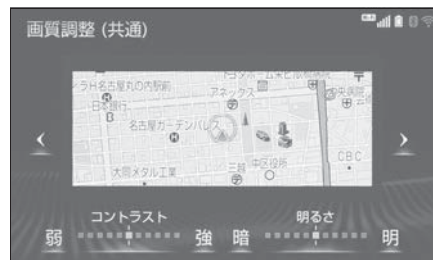 画質調整 (共通)
アネックス
日本銀行
名古屋ガーデンパレス
三越
中区役所
CBC
大同メタル工業
コントラスト
明るさ
弱
強
暗
明